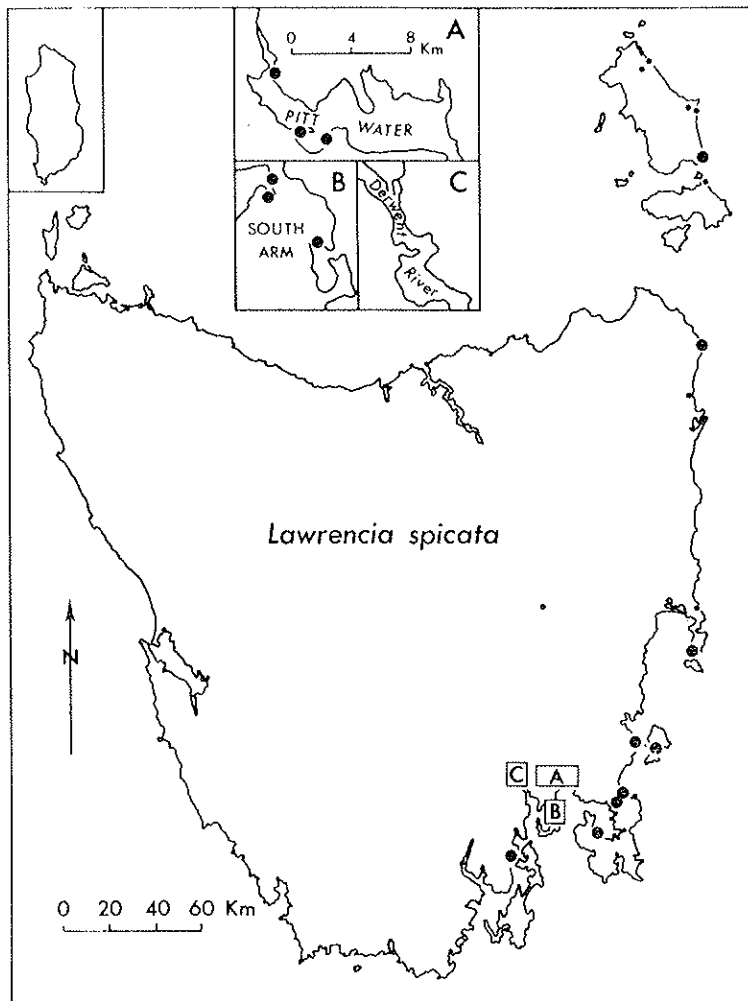 A
0 4 8
Km
PITT WATER
B
SOUTH
ARM
C
Derwent
River
Lawrencia spicata
N
C
A
B
0 20 40 60 Km